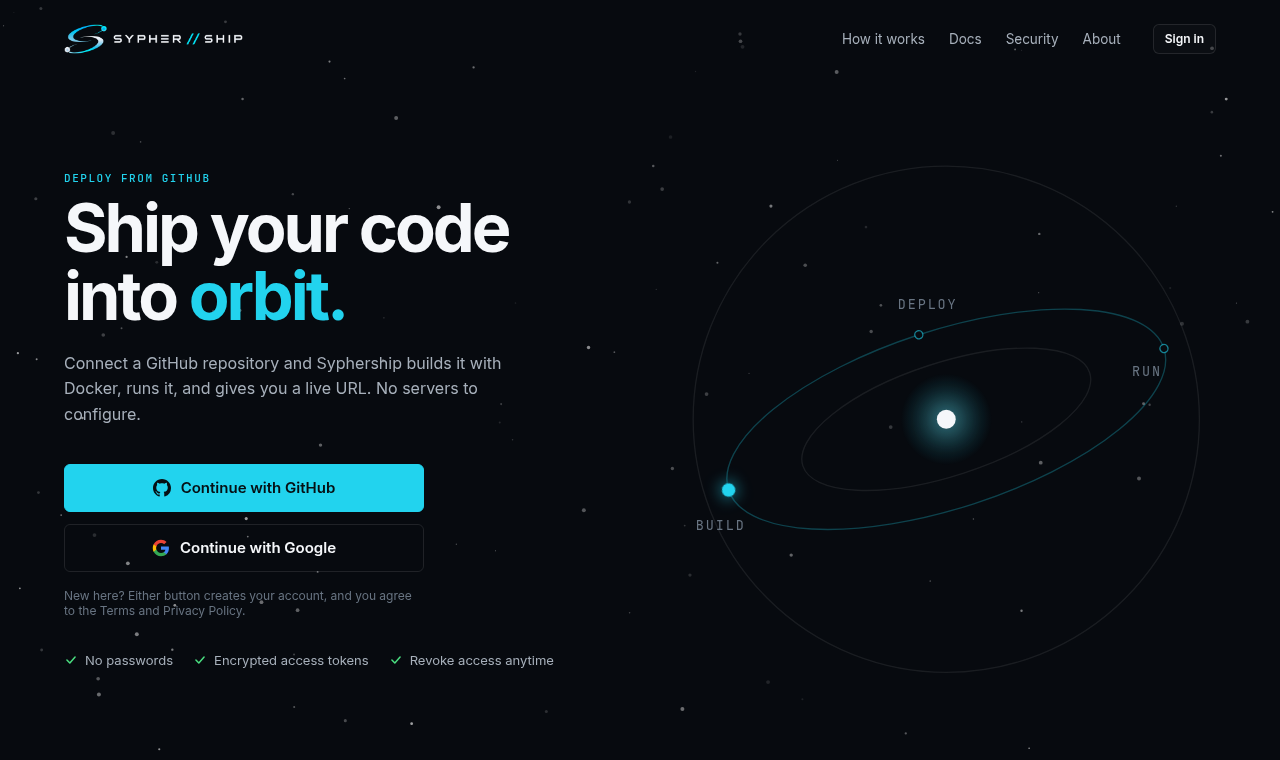 SYPHER//SHIP
How it works
Docs
Security
About
Sign in
DEPLOY FROM GITHUB
Ship your code
into orbit.
Connect a GitHub repository and Syphership builds it with
Docker, runs it, and gives you a live URL. No servers to
configure.
Continue with GitHub
Continue with Google
New here? Either button creates your account, and you agree
to the Terms and Privacy Policy.
No passwords
Encrypted access tokens
Revoke access anytime
DEPLOY
RUN
BUILD